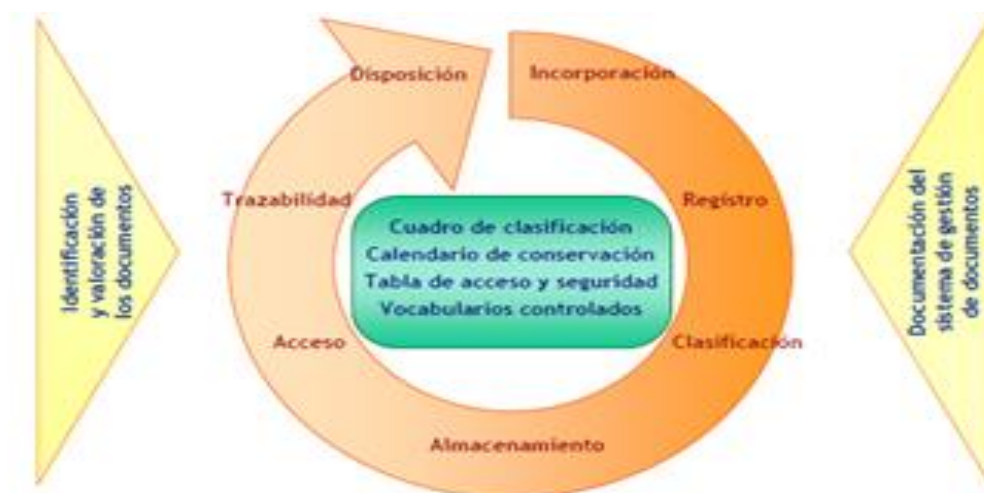 Identificación
y valoración de
los documentos
Disposición
Incorporación
Trazabilidad
Registro
Cuadro de clasificación
Calendario de conservación
Tabla de acceso y seguridad
Vocabularios controlados
Acceso
Clasificación
Almacenamiento
Documentación del
sistema de gestión
de documentos